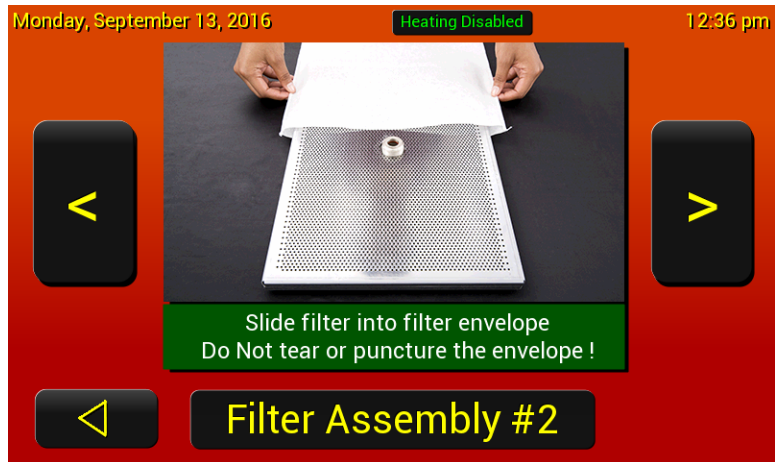 Monday, September 13, 2016
Heating Disabled
12:36 pm
<
>
Slide filter into filter envelope
Do Not tear or puncture the envelope !
Filter Assembly #2